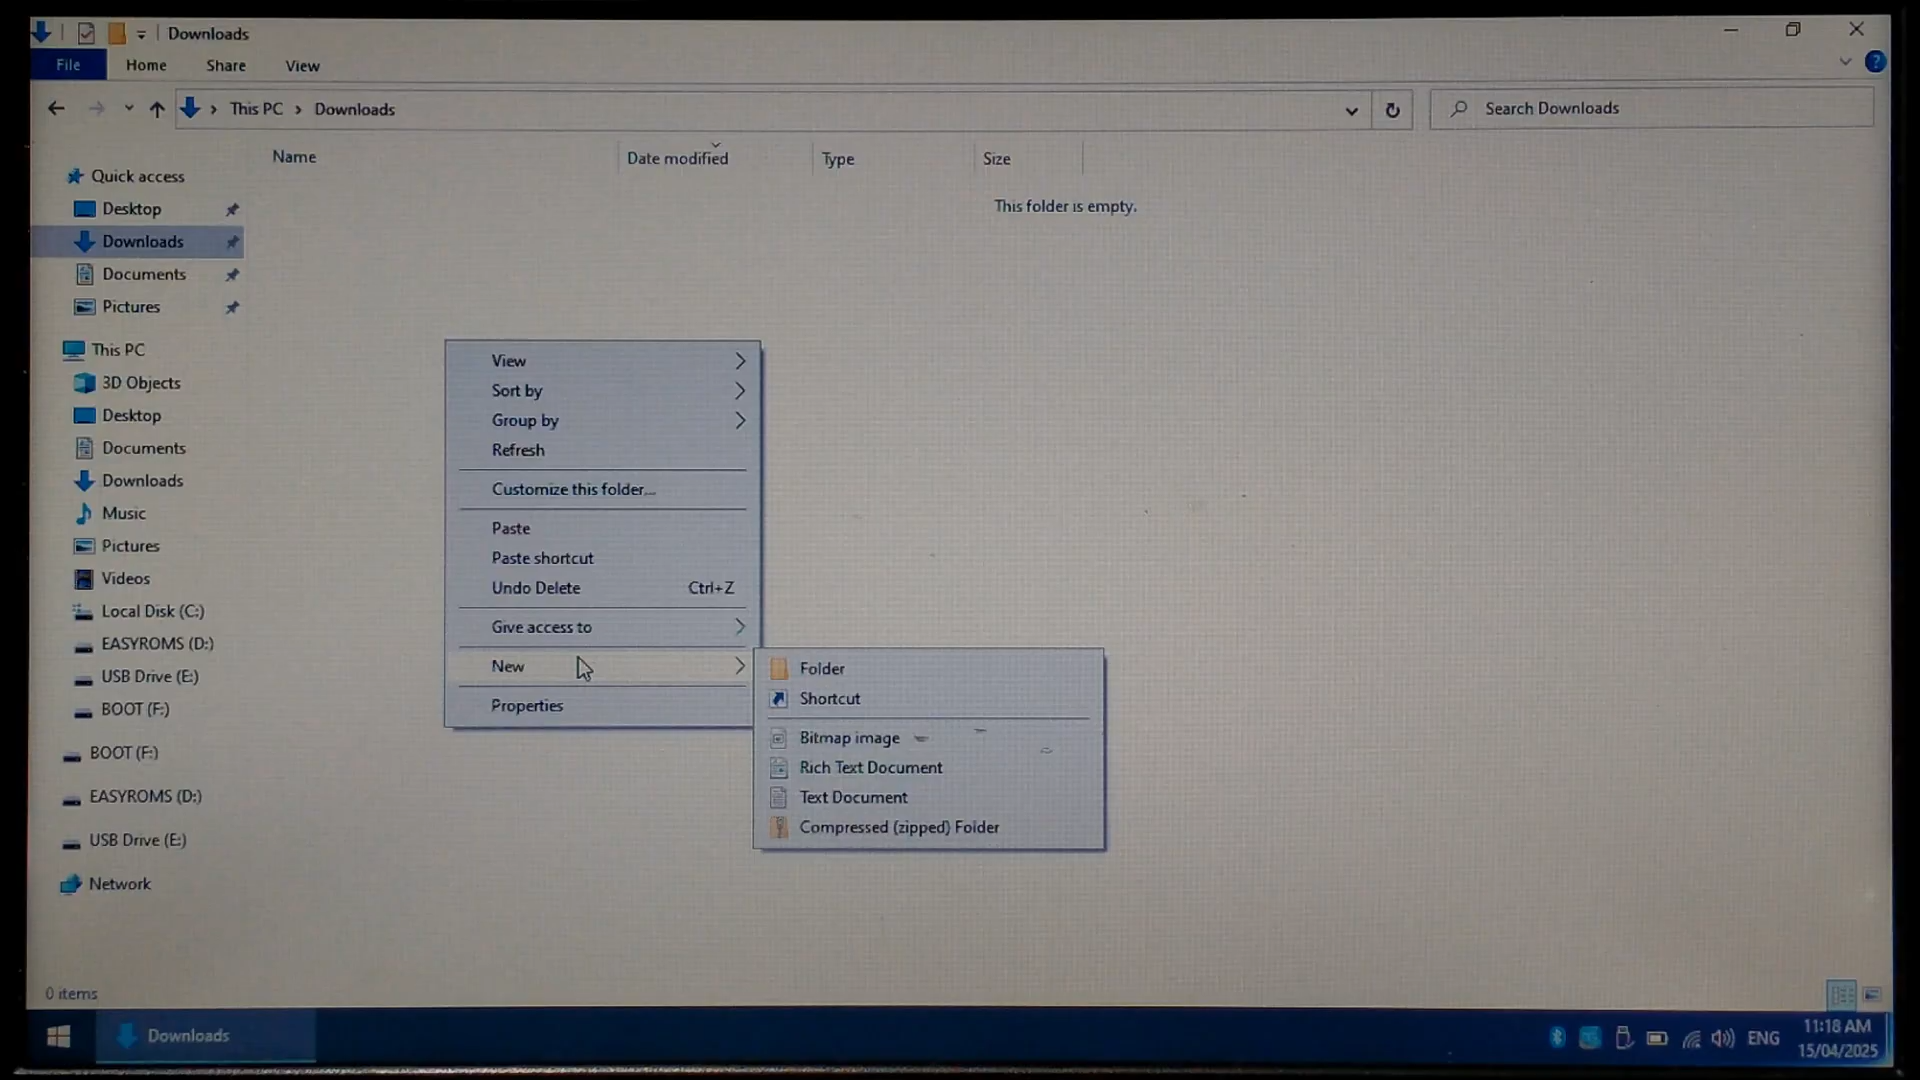 Downloads
File Home Share View
This PC > Downloads
Search Downloads
Name Date modified Type Size
This folder is empty.
Quick access
Desktop
Downloads
Documents
Pictures
This PC
3D Objects
Desktop
Documents
Downloads
Music
Pictures
Videos
Local Disk (C:)
EASYROMS (D:)
USB Drive (E:)
BOOT (F:)
BOOT (F:)
EASYROMS (D:)
USB Drive (E:)
Network
View
Sort by
Group by
Refresh
Customize this folder...
Paste
Paste shortcut
Undo Delete Ctrl+Z
Give access to
New
Properties
Folder
Shortcut
Bitmap image
Rich Text Document
Text Document
Compressed (zipped) Folder
0 items
Downloads
ENG
11:18 AM
15/04/2025